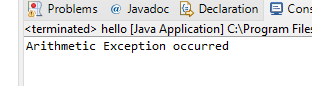 Problems @ Javadoc Declaration Cons
<terminated> hello [Java Application] C:\Program Files
Arithmetic Exception occurred